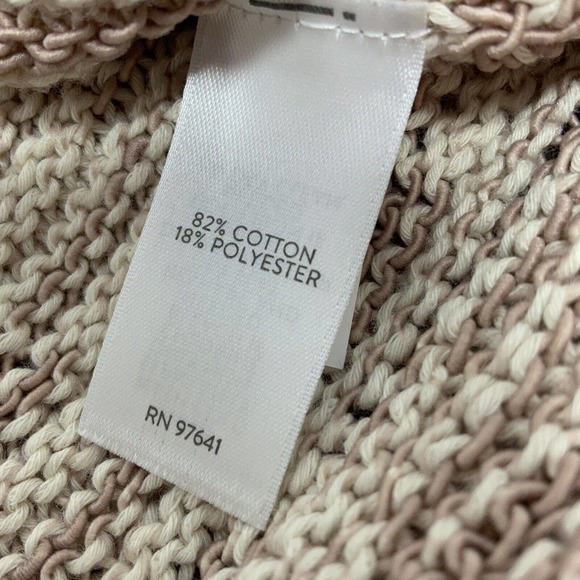 82% COTTON
18% POLYESTER
RN 97641